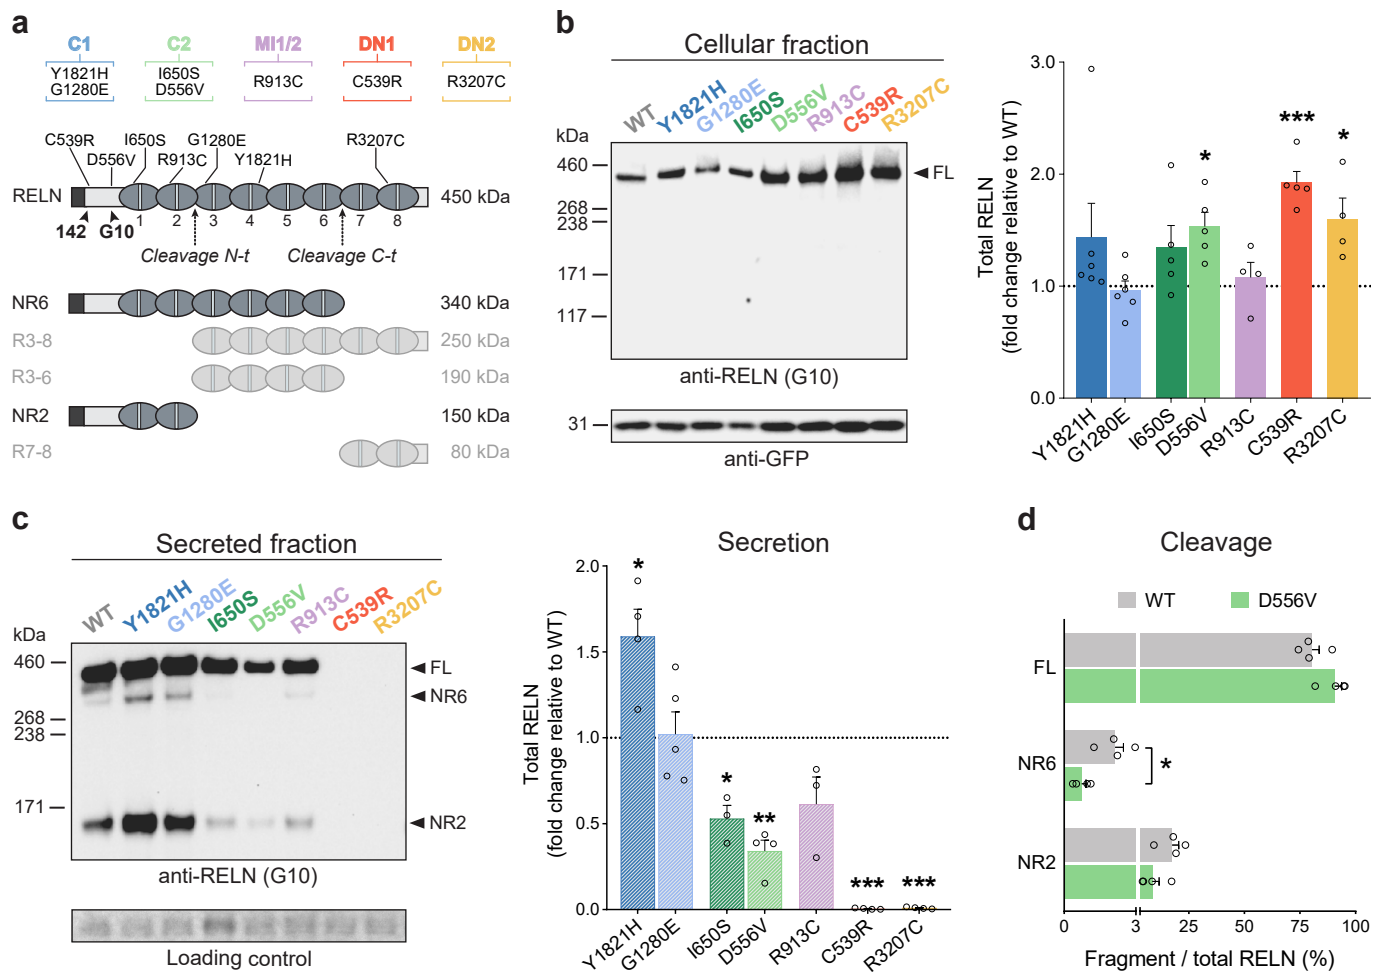 a
C1
C2
MI1/2
DN1
DN2
Y1821H
G1280E
I650S
D556V
R913C
C539R
R3207C
C539R
D556V
I650S
R913C
G1280E
Y1821H
R3207C
RELN
450 kDa
1 2 3 4 5 6 7 8
142
G10
Cleavage N-t
Cleavage C-t
NR6
340 kDa
R3-8
250 kDa
R3-6
190 kDa
NR2
150 kDa
R7-8
80 kDa
b
Cellular fraction
WT
Y1821H
G1280E
I650S
D556V
R913C
C539R
R3207C
kDa
460
268
238
171
117
FL
anti-RELN (G10)
31
anti-GFP
Total RELN
(fold change relative to WT)
3.0
2.0
1.0
0.0
*
***
*
Y1821H
G1280E
I650S
D556V
R913C
C539R
R3207C
c
Secreted fraction
WT
Y1821H
G1280E
I650S
D556V
R913C
C539R
R3207C
kDa
460
268
238
171
FL
NR6
NR2
anti-RELN (G10)
Loading control
Secretion
Total RELN
(fold change relative to WT)
2.0
1.5
1.0
0.5
0.0
*
*
**
***
***
Y1821H
G1280E
I650S
D556V
R913C
C539R
R3207C
d
Cleavage
WT
D556V
FL
NR6
*
NR2
0 3 25 50 75 100
Fragment / total RELN (%)